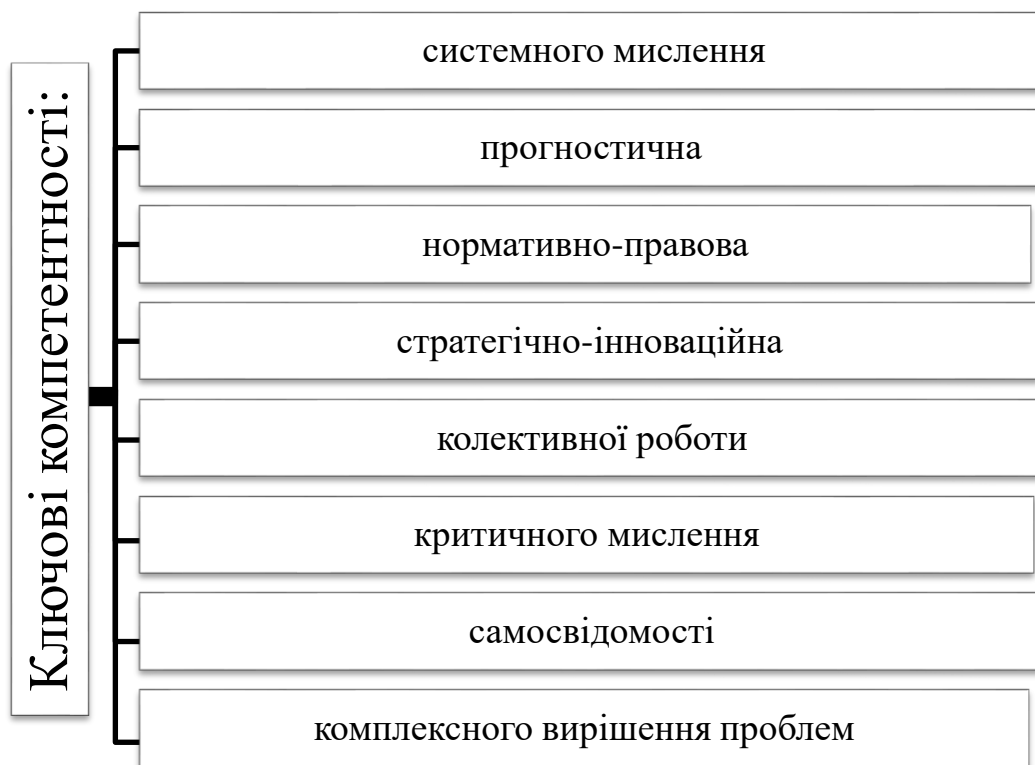 Ключові компетентності:
системного мислення
прогностична
нормативно-правова
стратегічно-інноваційна
колективної роботи
критичного мислення
самосвідомості
комплексного вирішення проблем